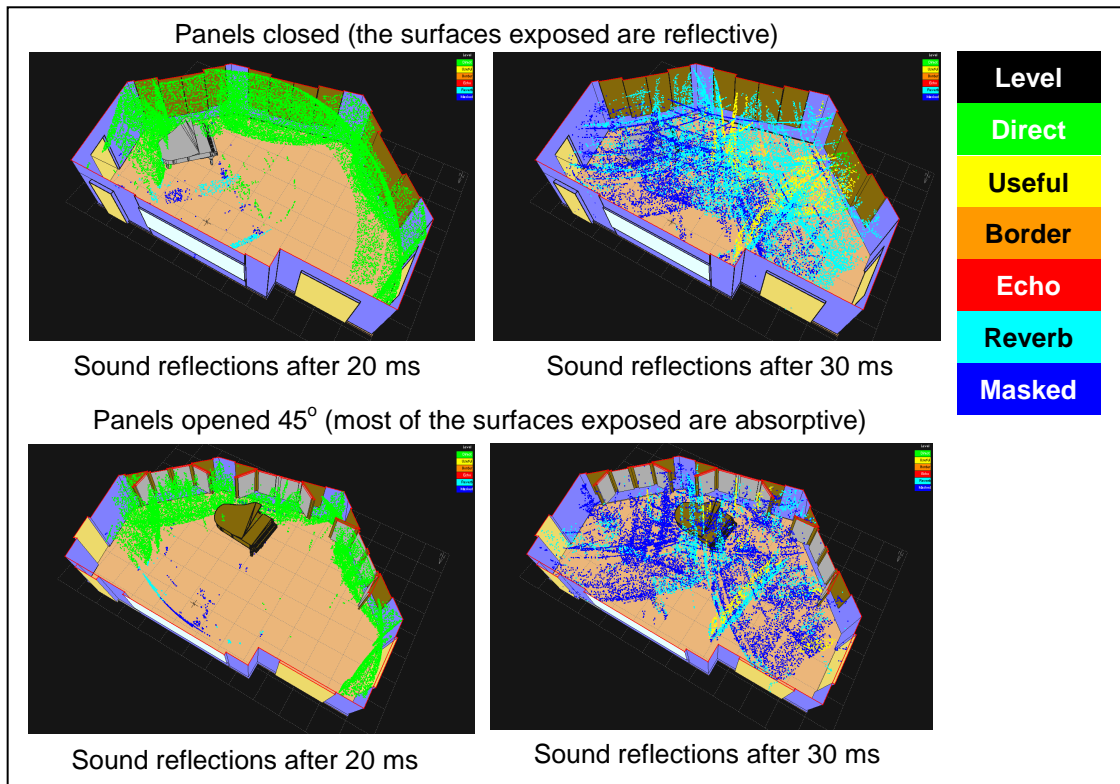 Panels closed (the surfaces exposed are reflective)
Level
Direct
Useful
Border
Echo
Reverb
Masked
Sound reflections after 20 ms
Sound reflections after 30 ms
Panels opened 45° (most of the surfaces exposed are absorptive)
Sound reflections after 20 ms
Sound reflections after 30 ms